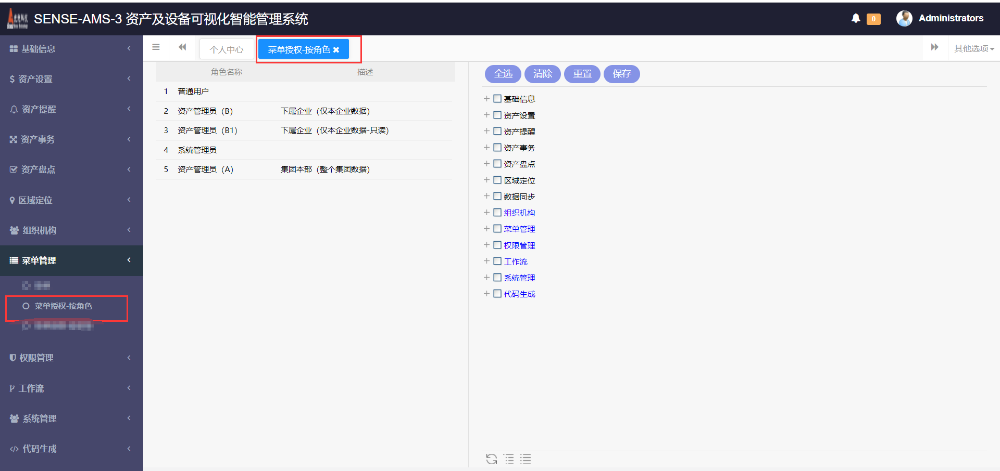 SENSE-AMS-3 资产及设备可视化智能管理系统
0
Administrators
基础信息
资产设置
资产提醒
资产事务
资产盘点
区域定位
组织机构
菜单管理
菜单授权-按角色
权限管理
工作流
系统管理
代码生成
个人中心
菜单授权-按角色
其他选项
角色名称 描述
1 普通用户
2 资产管理员（B） 下属企业（仅本企业数据）
3 资产管理员（B1） 下属企业（仅本企业数据-只读）
4 系统管理员
5 资产管理员（A） 集团本部（整个集团数据）
全选 清除 重置 保存
基础信息
资产设置
资产提醒
资产事务
资产盘点
区域定位
数据同步
组织机构
菜单管理
权限管理
工作流
系统管理
代码生成